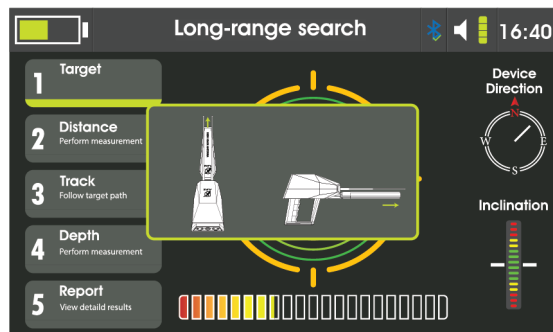 Long-range search
16:40
1 Target
2 Distance
Perform measurement
3 Track
Follow target path
4 Depth
Perform measurement
5 Report
View detaild results
Device
Direction
N
W E
S
Inclination